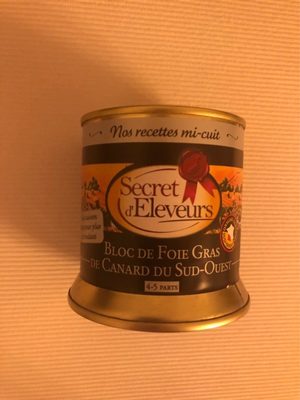 Nos recettes mi-cuit
Secret
d'Eleveurs
BLOC DE FOIE GRAS
DE CANARD DU SUD-OUEST
4-5 PARTS